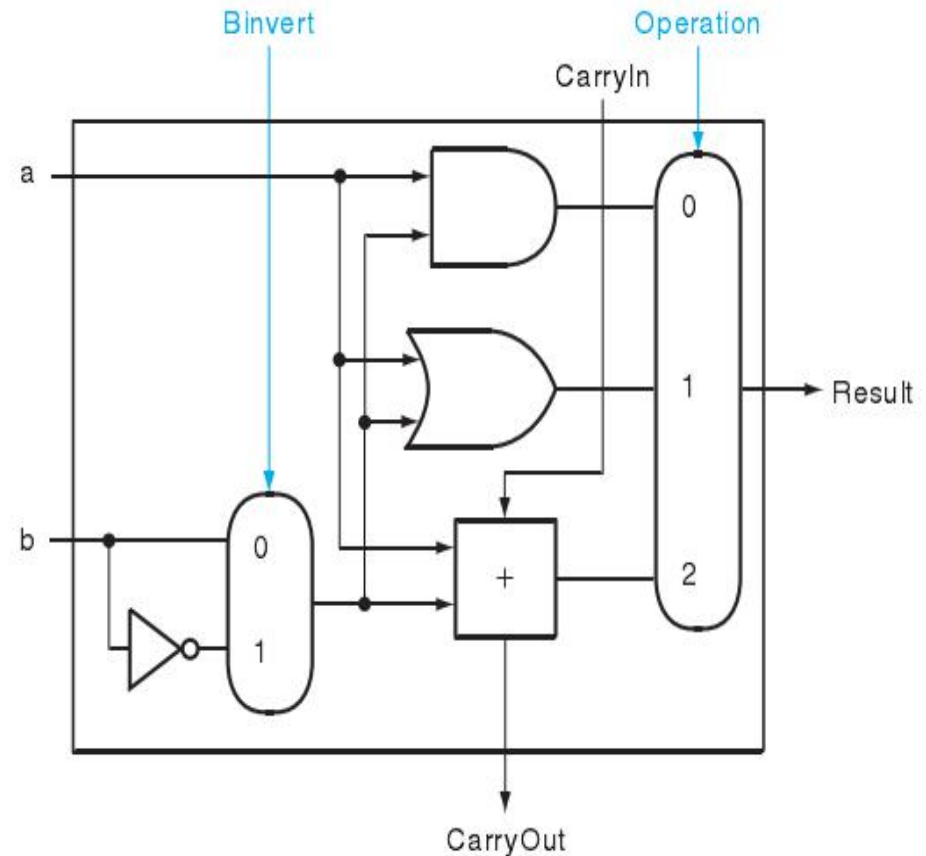 Binvert
Operation
CarryIn
a
0
1
Result
b
0
+
2
1
CarryOut